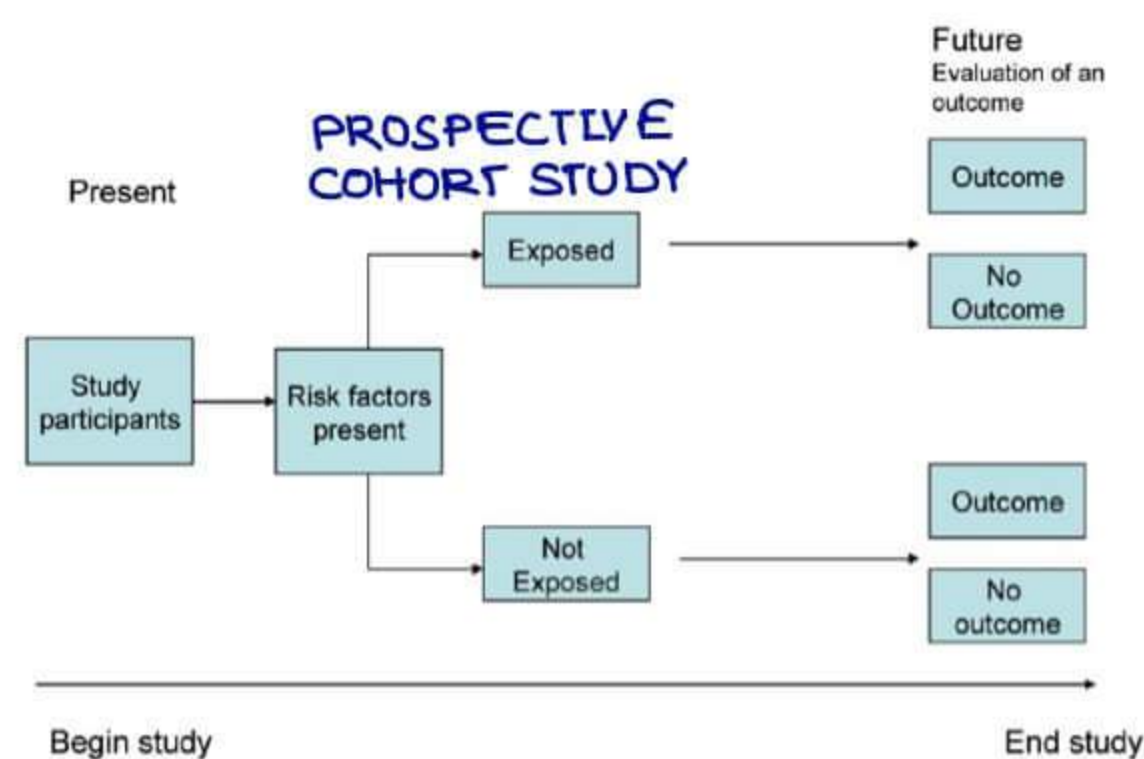 Future
Evaluation of an
outcome
PROSPECTIVE
COHORT STUDY
Present
Outcome
Exposed
No
Outcome
Study
participants
Risk factors
present
Outcome
Not
Exposed
No
outcome
Begin study
End study